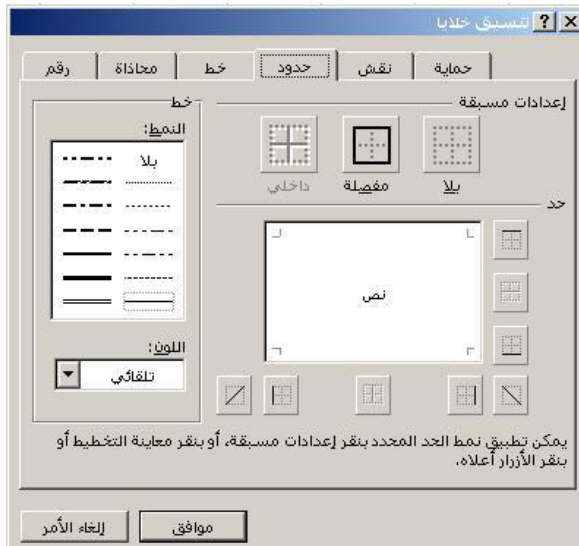 تنسيق خلايا
رقم محاذاة خط حدود نقش حماية
إعدادات مسبقة
بلا مفصلة داخلي
حد
نص
خط
النمط:
بلا
اللون:
تلقائي
يمكن تطبيق نمط الحد المحدد بنقر إعدادات مسبقة، أو بنقر معاينة التخطيط أو
بنقر الأزرار أعلاه.
موافق إلغاء الأمر